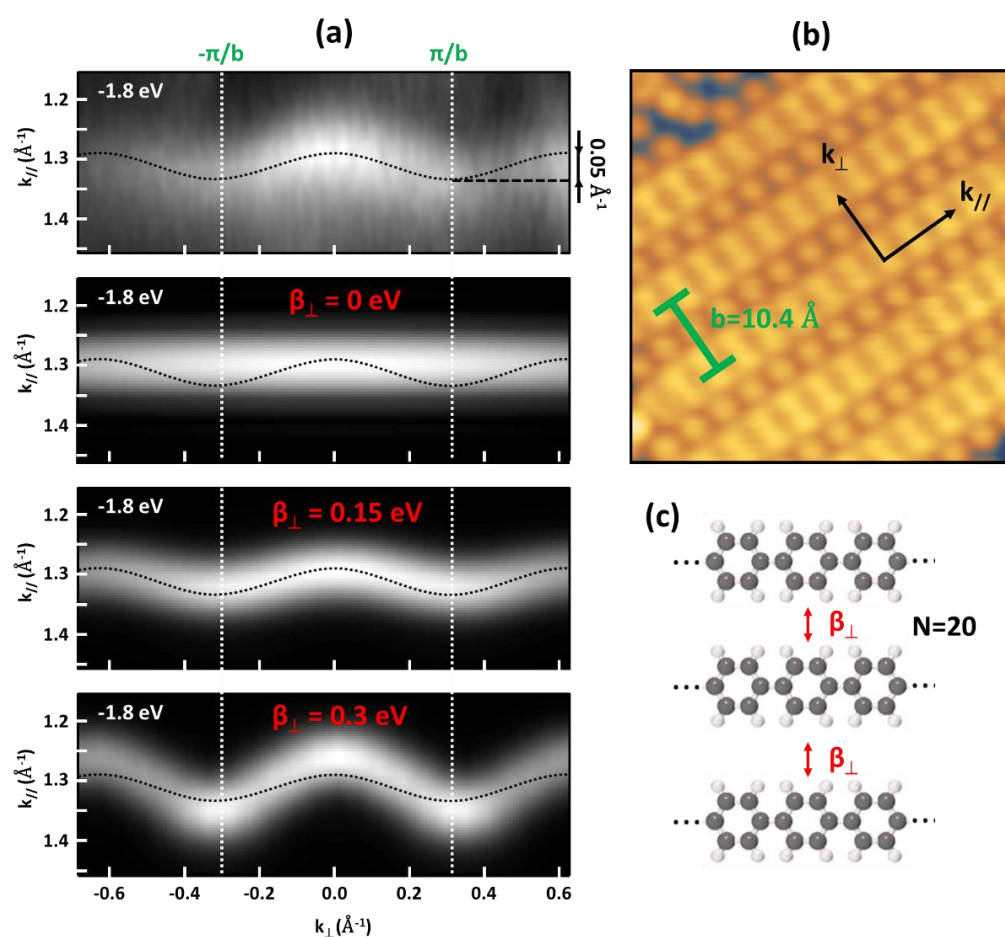 (a)
-π/b
π/b
-1.8 eV
1.2
1.3
1.4
k// (Å-1)
0.05 Å-1
-1.8 eV
β⊥ = 0 eV
1.2
1.3
1.4
k// (Å-1)
-1.8 eV
β⊥ = 0.15 eV
1.2
1.3
1.4
k// (Å-1)
-1.8 eV
β⊥ = 0.3 eV
1.2
1.3
1.4
k// (Å-1)
-0.6
-0.4
-0.2
0.0
0.2
0.4
0.6
k⊥(Å-1)
(b)
k⊥
k//
b=10.4 Å
(c)
β⊥
N=20
β⊥